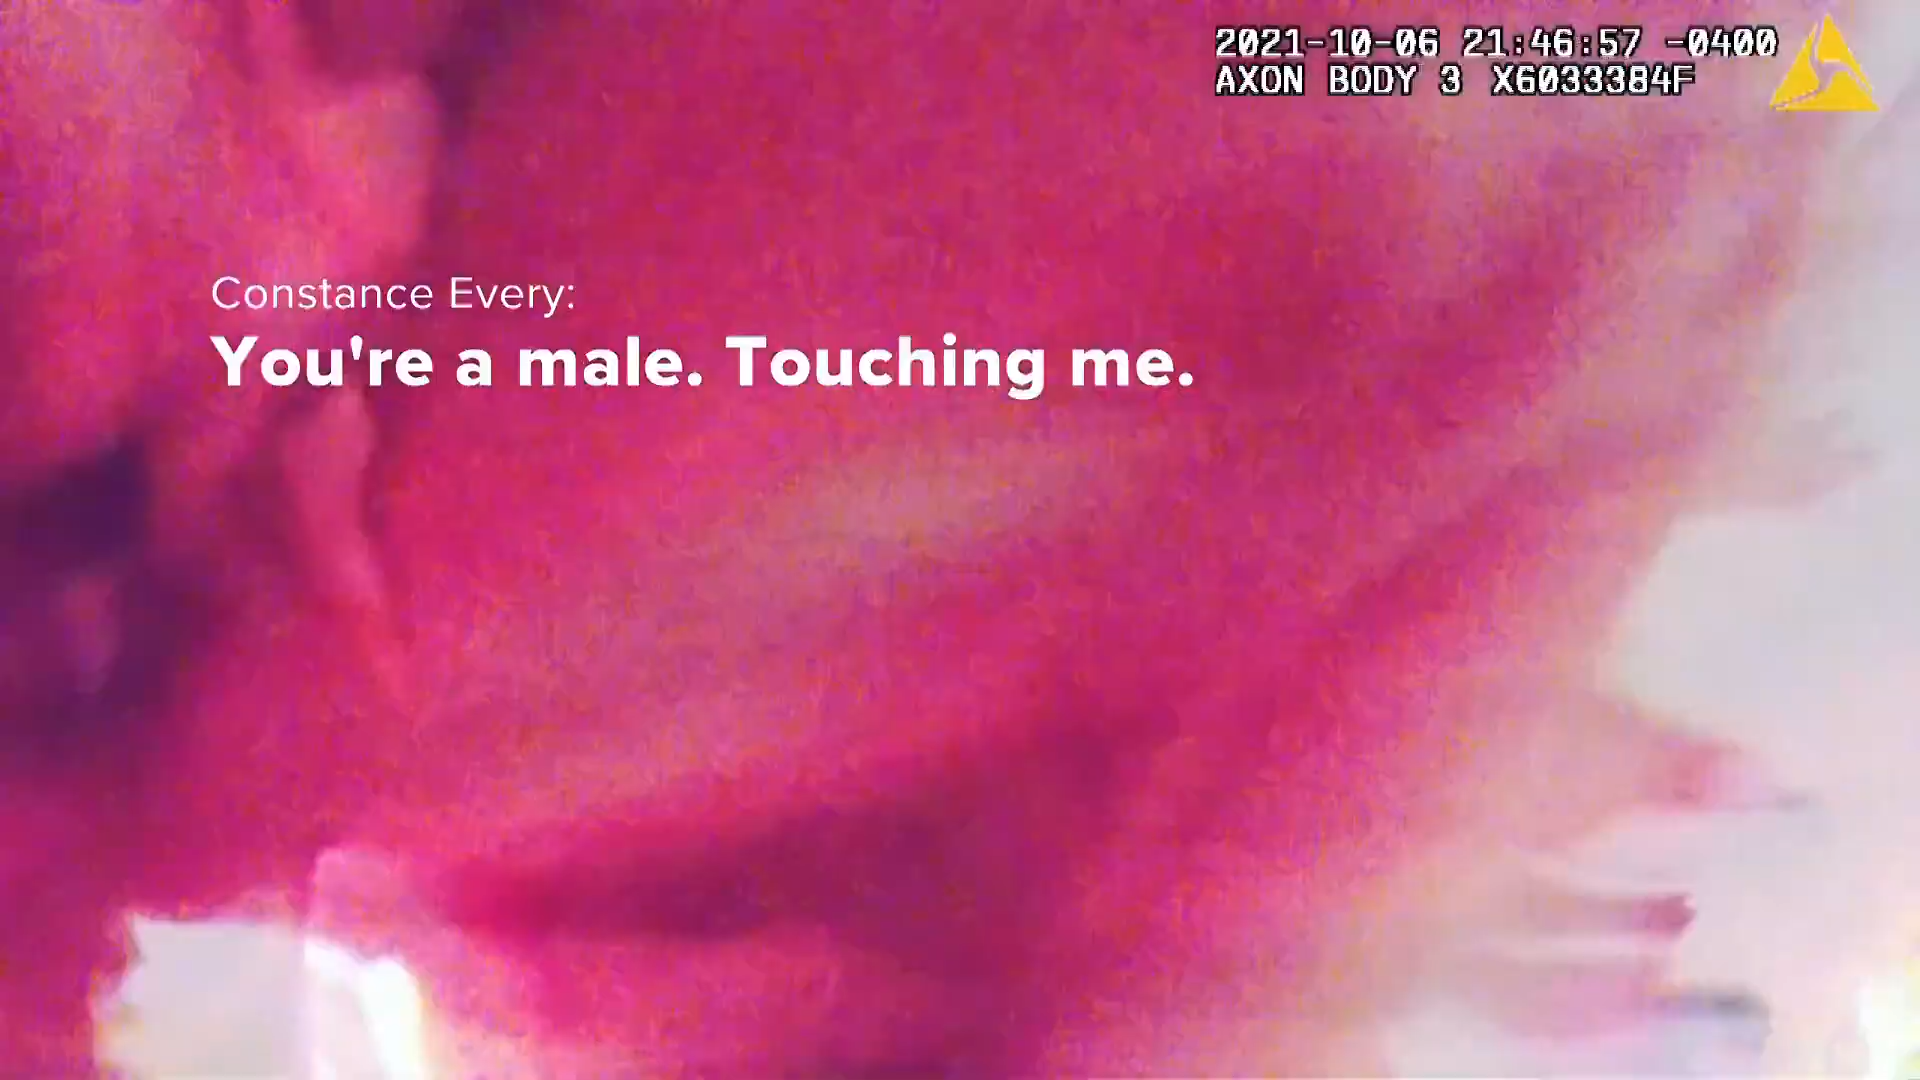 2021-10-06 21:46:57 -0400
AXON BODY 3 X6033384F
Constance Every:
You're a male. Touching me.